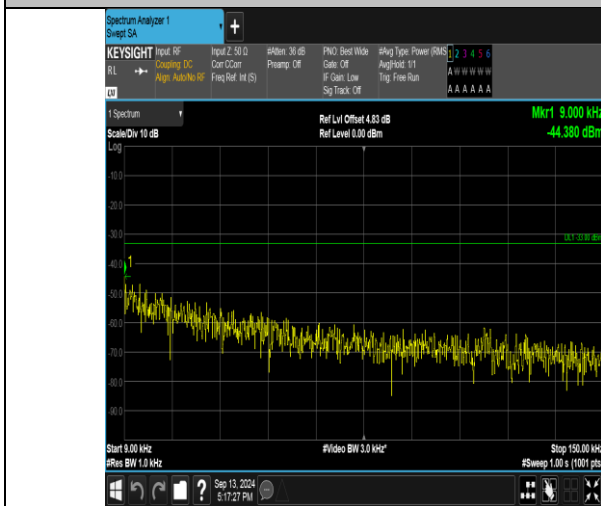 Spectrum Analyzer 1
Swept SA
+
KEYSIGHT Input: RF Input Z: 50 Ω #Atten: 36 dB PNO: Best Wide #Avg Type: Power (RMS 1 2 3 4 5 6
RL Coupling: DC Corr CCorr Preamp: Off Gate: Off Avg|Hold: 1/1 A W W W W W
Align: Auto/No RF Freq Ref: Int (S) IF Gain: Low Trig: Free Run
Sig Track: Off A A A A A A
LXI
1 Spectrum Ref Lvl Offset 4.83 dB Mkr1 9.000 kHz
Scale/Div 10 dB Ref Level 0.00 dBm -44.380 dBm
Log
-10.0
-20.0
-30.0
DL1 -33.00 dBm
-40.0
1
-50.0
-60.0
-70.0
-80.0
-90.0
Start 9.00 kHz #Video BW 3.0 kHz* Stop 150.00 kHz
#Res BW 1.0 kHz #Sweep 1.00 s (1001 pts
? Sep 13, 2024
5:17:27 PM